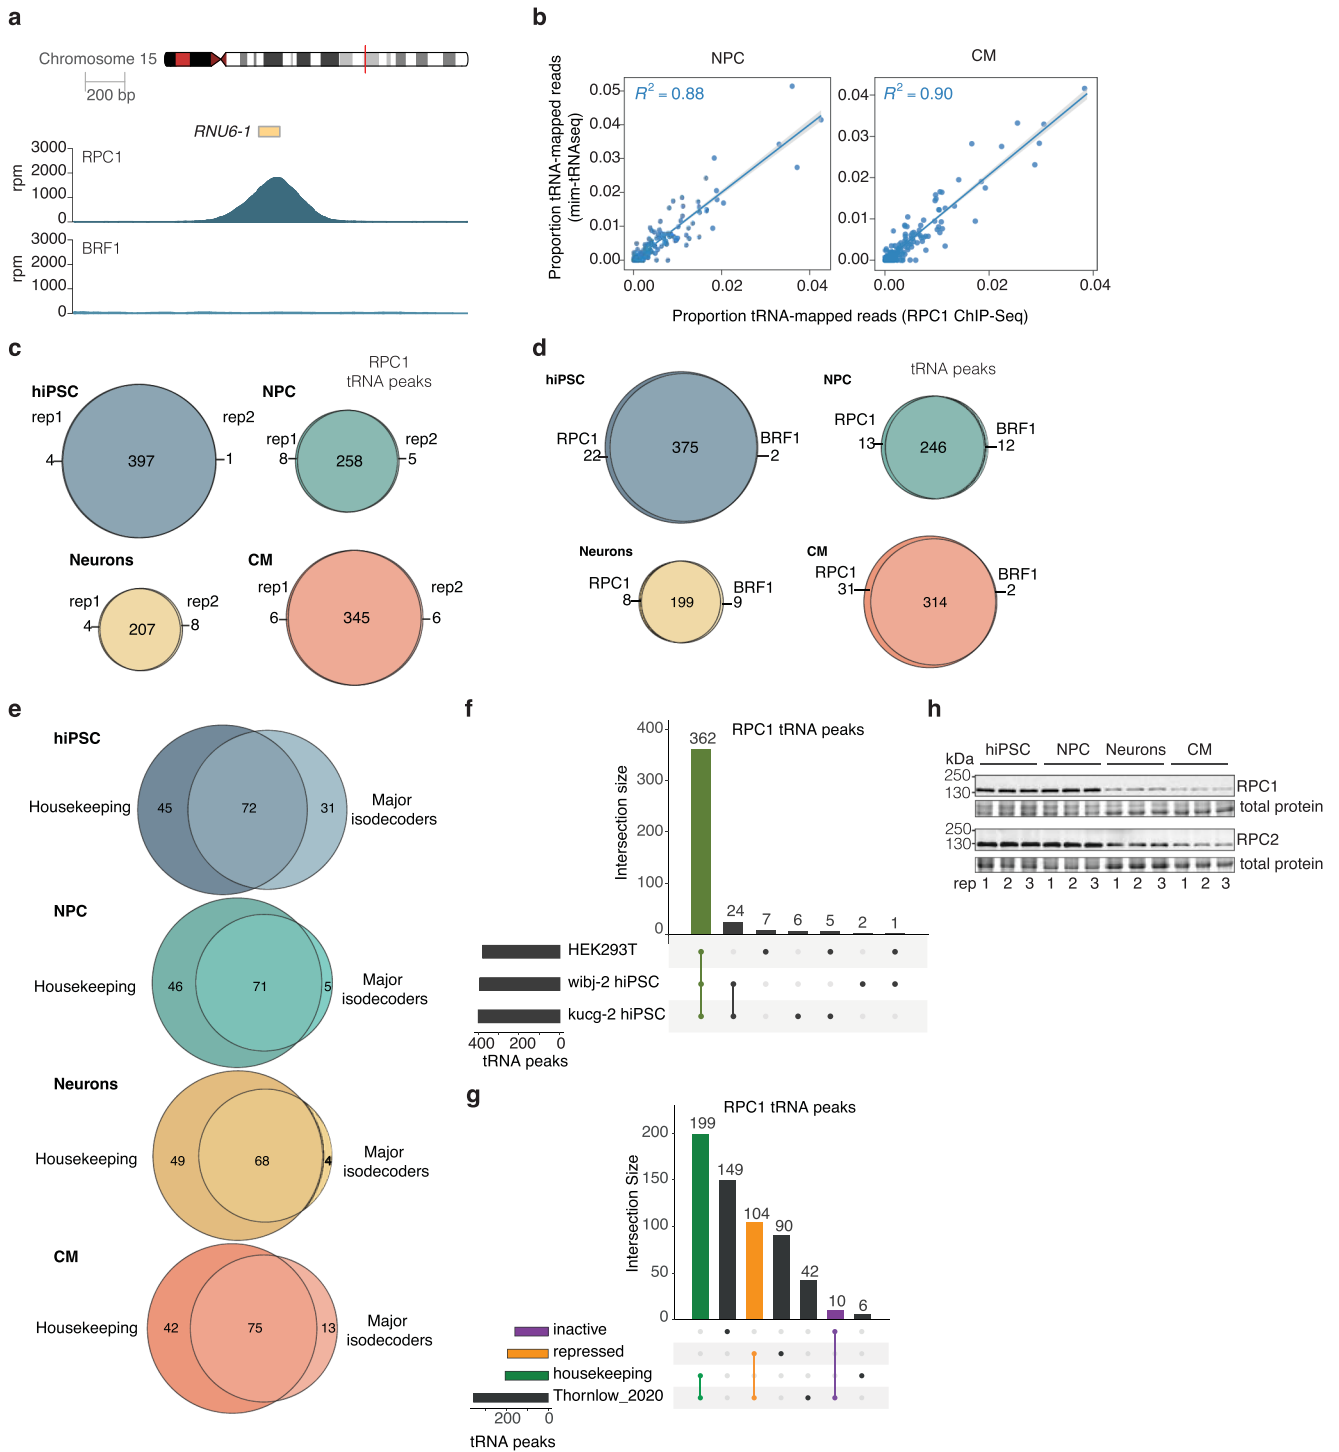 a
Chromosome 15
200 bp
RNU6-1
3000
2000
1000
0
rpm
RPC1
3000
2000
1000
0
rpm
BRF1
b
NPC
CM
Proportion tRNA-mapped reads
(mim-tRNAseq)
R² = 0.88
0.05
0.04
0.03
0.02
0.01
0.00
0.00 0.02 0.04
R² = 0.90
0.04
0.03
0.02
0.01
0.00
0.00 0.02 0.04
Proportion tRNA-mapped reads (RPC1 ChIP-Seq)
c
RPC1
tRNA peaks
hiPSC
rep1
rep2
4
397
1
NPC
rep1
rep2
8
258
5
Neurons
rep1
rep2
4
207
8
CM
rep1
rep2
6
345
6
d
tRNA peaks
hiPSC
RPC1
22
375
BRF1
2
NPC
RPC1
13
246
BRF1
12
Neurons
RPC1
8
199
BRF1
9
CM
RPC1
31
314
BRF1
2
e
hiPSC
Housekeeping
45
72
31
Major
isodecoders
NPC
Housekeeping
46
71
5
Major
isodecoders
Neurons
Housekeeping
49
68
4
Major
isodecoders
CM
Housekeeping
42
75
13
Major
isodecoders
f
RPC1 tRNA peaks
Intersection size
400
300
200
100
0
362
24
7
6
5
2
1
HEK293T
wibj-2 hiPSC
kucg-2 hiPSC
400 200 0
tRNA peaks
g
RPC1 tRNA peaks
Intersection Size
200
150
100
50
0
199
149
104
90
42
10
6
inactive
repressed
housekeeping
Thornlow_2020
200 0
tRNA peaks
h
hiPSC NPC Neurons CM
kDa
250
130
RPC1
total protein
250
130
RPC2
total protein
rep 1 2 3 1 2 3 1 2 3 1 2 3